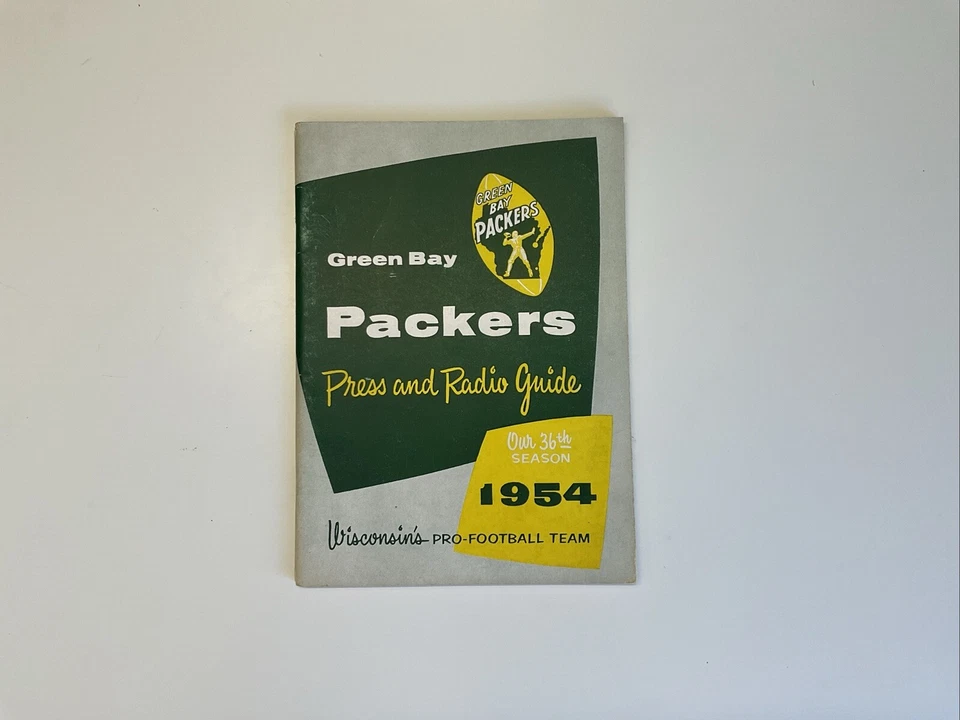 GREEN
BAY
PACKERS
Green Bay
Packers
Press and Radio Guide
Our 36th
SEASON
1954
Wisconsin's PRO-FOOTBALL TEAM